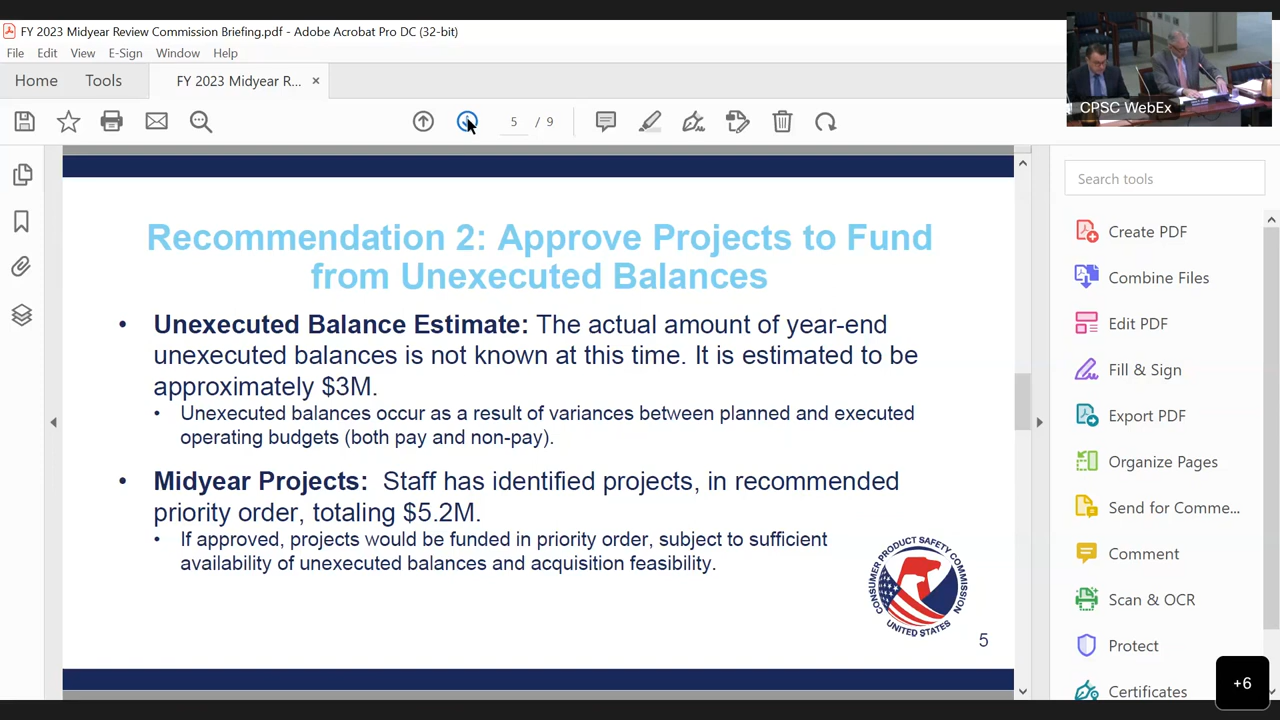 FY 2023 Midyear Review Commission Briefing.pdf - Adobe Acrobat Pro DC (32-bit)
File Edit View E-Sign Window Help
Home Tools FY 2023 Midyear R... ×
5 / 9
CPSC WebEx
Search tools
Recommendation 2: Approve Projects to Fund
from Unexecuted Balances
• Unexecuted Balance Estimate: The actual amount of year-end
unexecuted balances is not known at this time. It is estimated to be
approximately $3M.
• Unexecuted balances occur as a result of variances between planned and executed
operating budgets (both pay and non-pay).
• Midyear Projects: Staff has identified projects, in recommended
priority order, totaling $5.2M.
• If approved, projects would be funded in priority order, subject to sufficient
availability of unexecuted balances and acquisition feasibility.
CONSUMER PRODUCT SAFETY COMMISSION
UNITED STATES
5
Create PDF
Combine Files
Edit PDF
Fill & Sign
Export PDF
Organize Pages
Send for Comme...
Comment
Scan & OCR
Protect
Certificates
+6